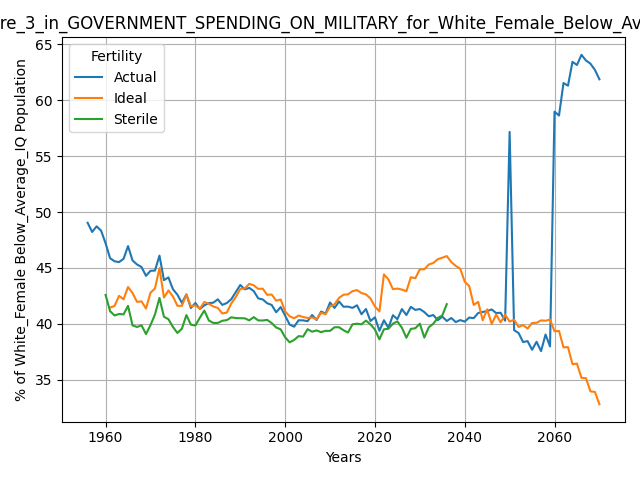 re_3_in_GOVERNMENT_SPENDING_ON_MILITARY_for_White_Female_Below_Av
Fertility
Actual
Ideal
Sterile
% of White_Female Below_Average_IQ Population
65
60
55
50
45
40
35
1960 1980 2000 2020 2040 2060
Years